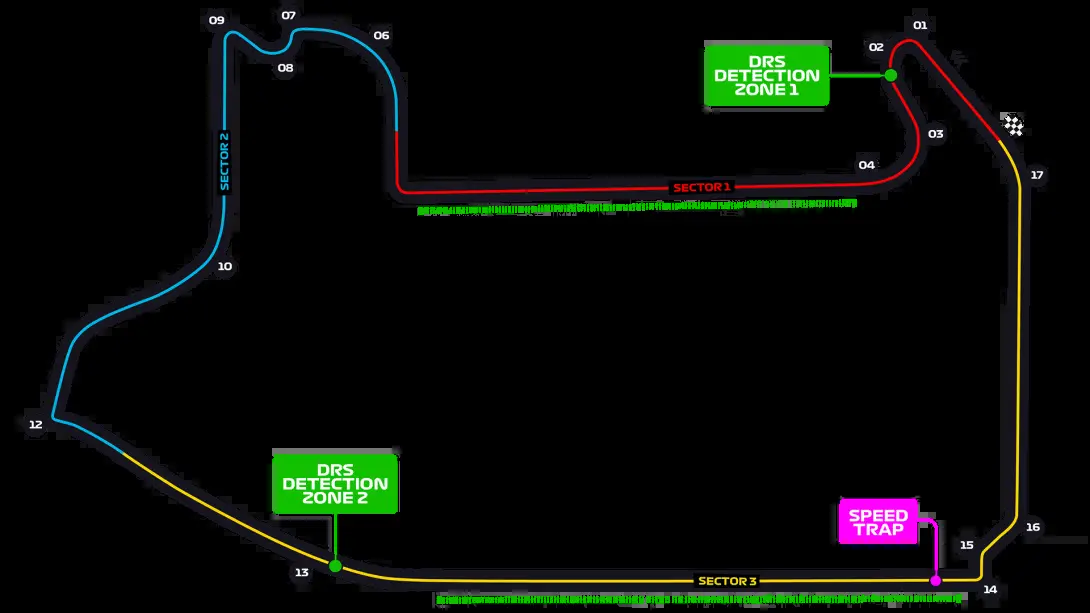 09
07
06
08
01
02
DRS
DETECTION
ZONE 1
03
04
17
SECTOR 2
SECTOR 1
10
12
DRS
DETECTION
ZONE 2
13
SPEED
TRAP
15
16
14
SECTOR 3